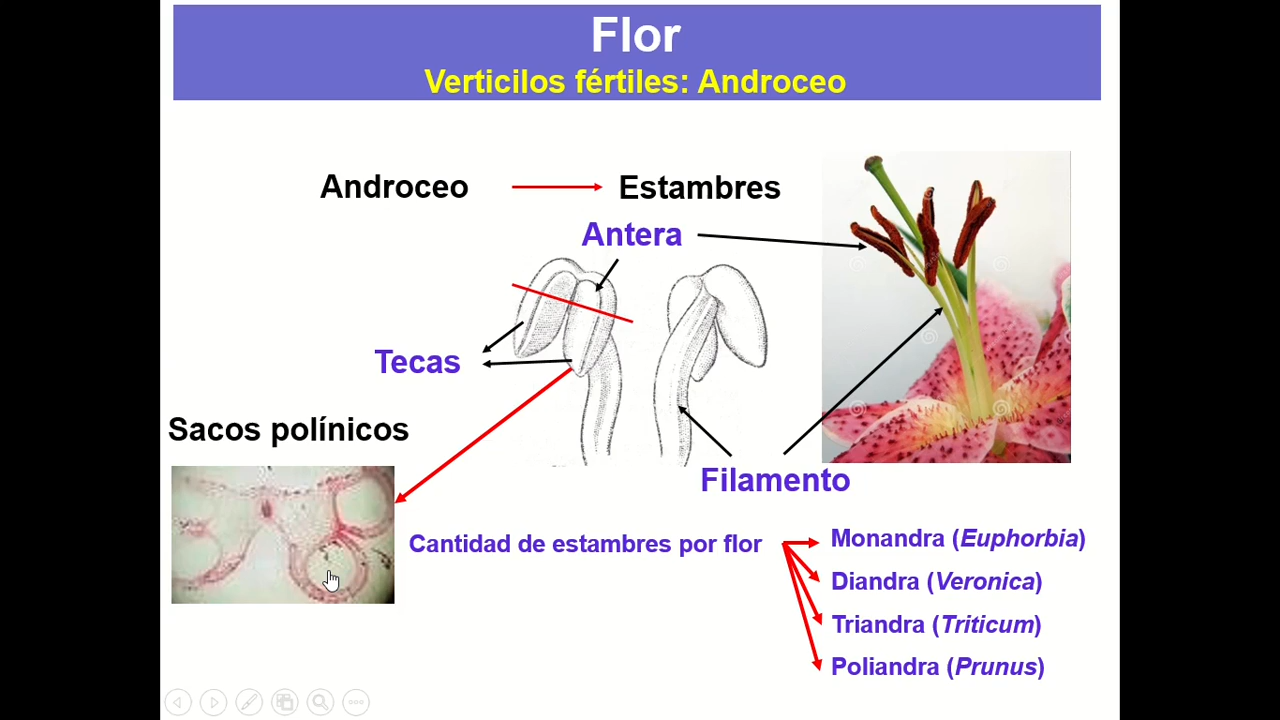 Flor
Verticilos fértiles: Androceo
Androceo
Estambres
Antera
Tecas
Sacos polínicos
Filamento
Cantidad de estambres por flor
Monandra (Euphorbia)
Diandra (Veronica)
Triandra (Triticum)
Poliandra (Prunus)